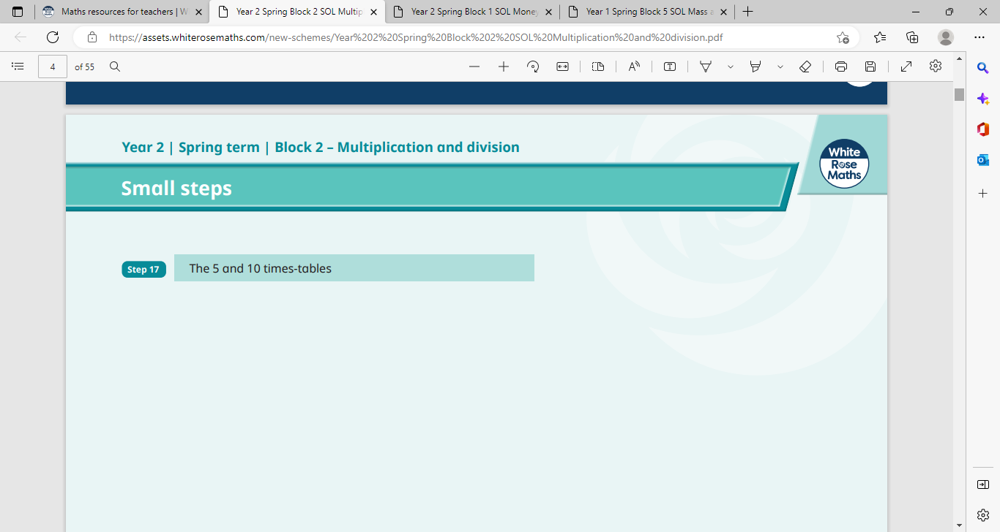 Maths resources for teachers | W
Year 2 Spring Block 2 SOL Multip
Year 2 Spring Block 1 SOL Money
Year 1 Spring Block 5 SOL Mass a
https://assets.whiterosemaths.com/new-schemes/Year%202%20Spring%20Block%202%20SOL%20Multiplication%20and%20division.pdf
4 of 55
Year 2 | Spring term | Block 2 – Multiplication and division
Small steps
White
Rose
Maths
Step 17 The 5 and 10 times-tables